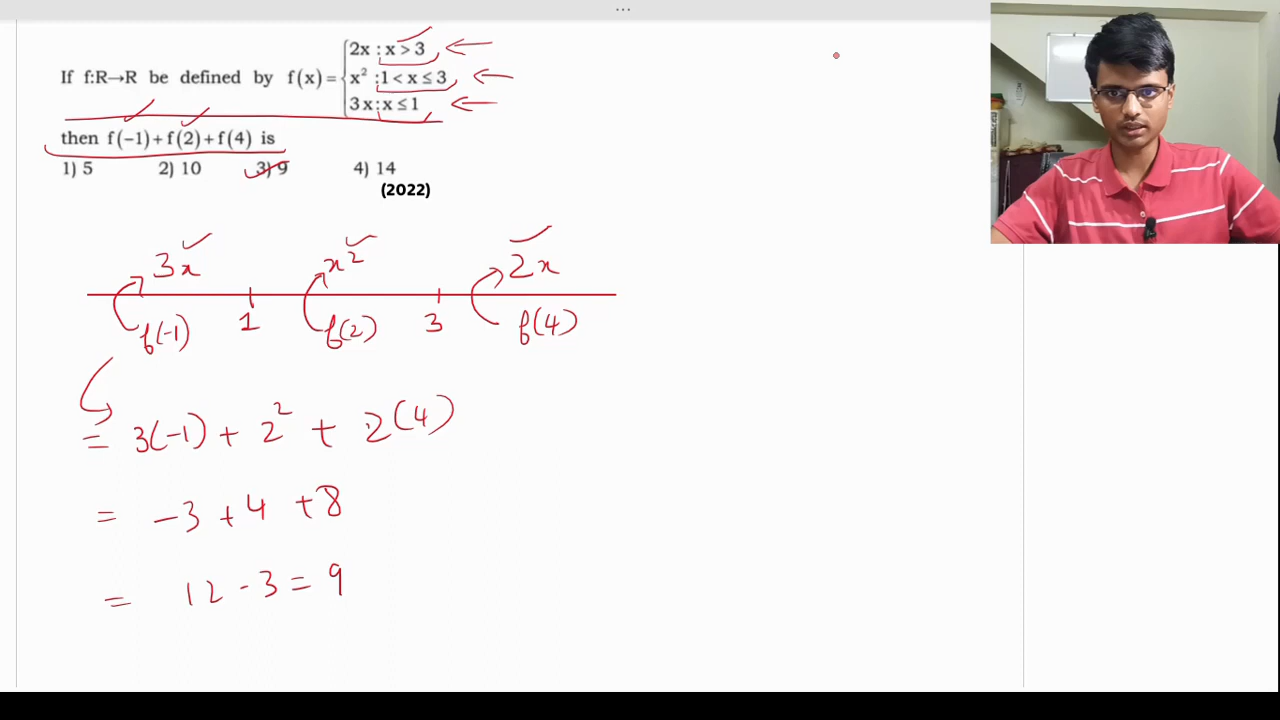 If f:R→R be defined by f(x)={2x : x > 3
x² : 1 < x ≤ 3
3x : x ≤ 1
then f(−1)+f(2)+f(4) is
1) 5 2) 10 3) 9 4) 14
(2022)
3x x² 2x
f(-1) 1 f(2) 3 f(4)
= 3(-1) + 2² + 2(4)
= -3 + 4 + 8
= 12 - 3 = 9